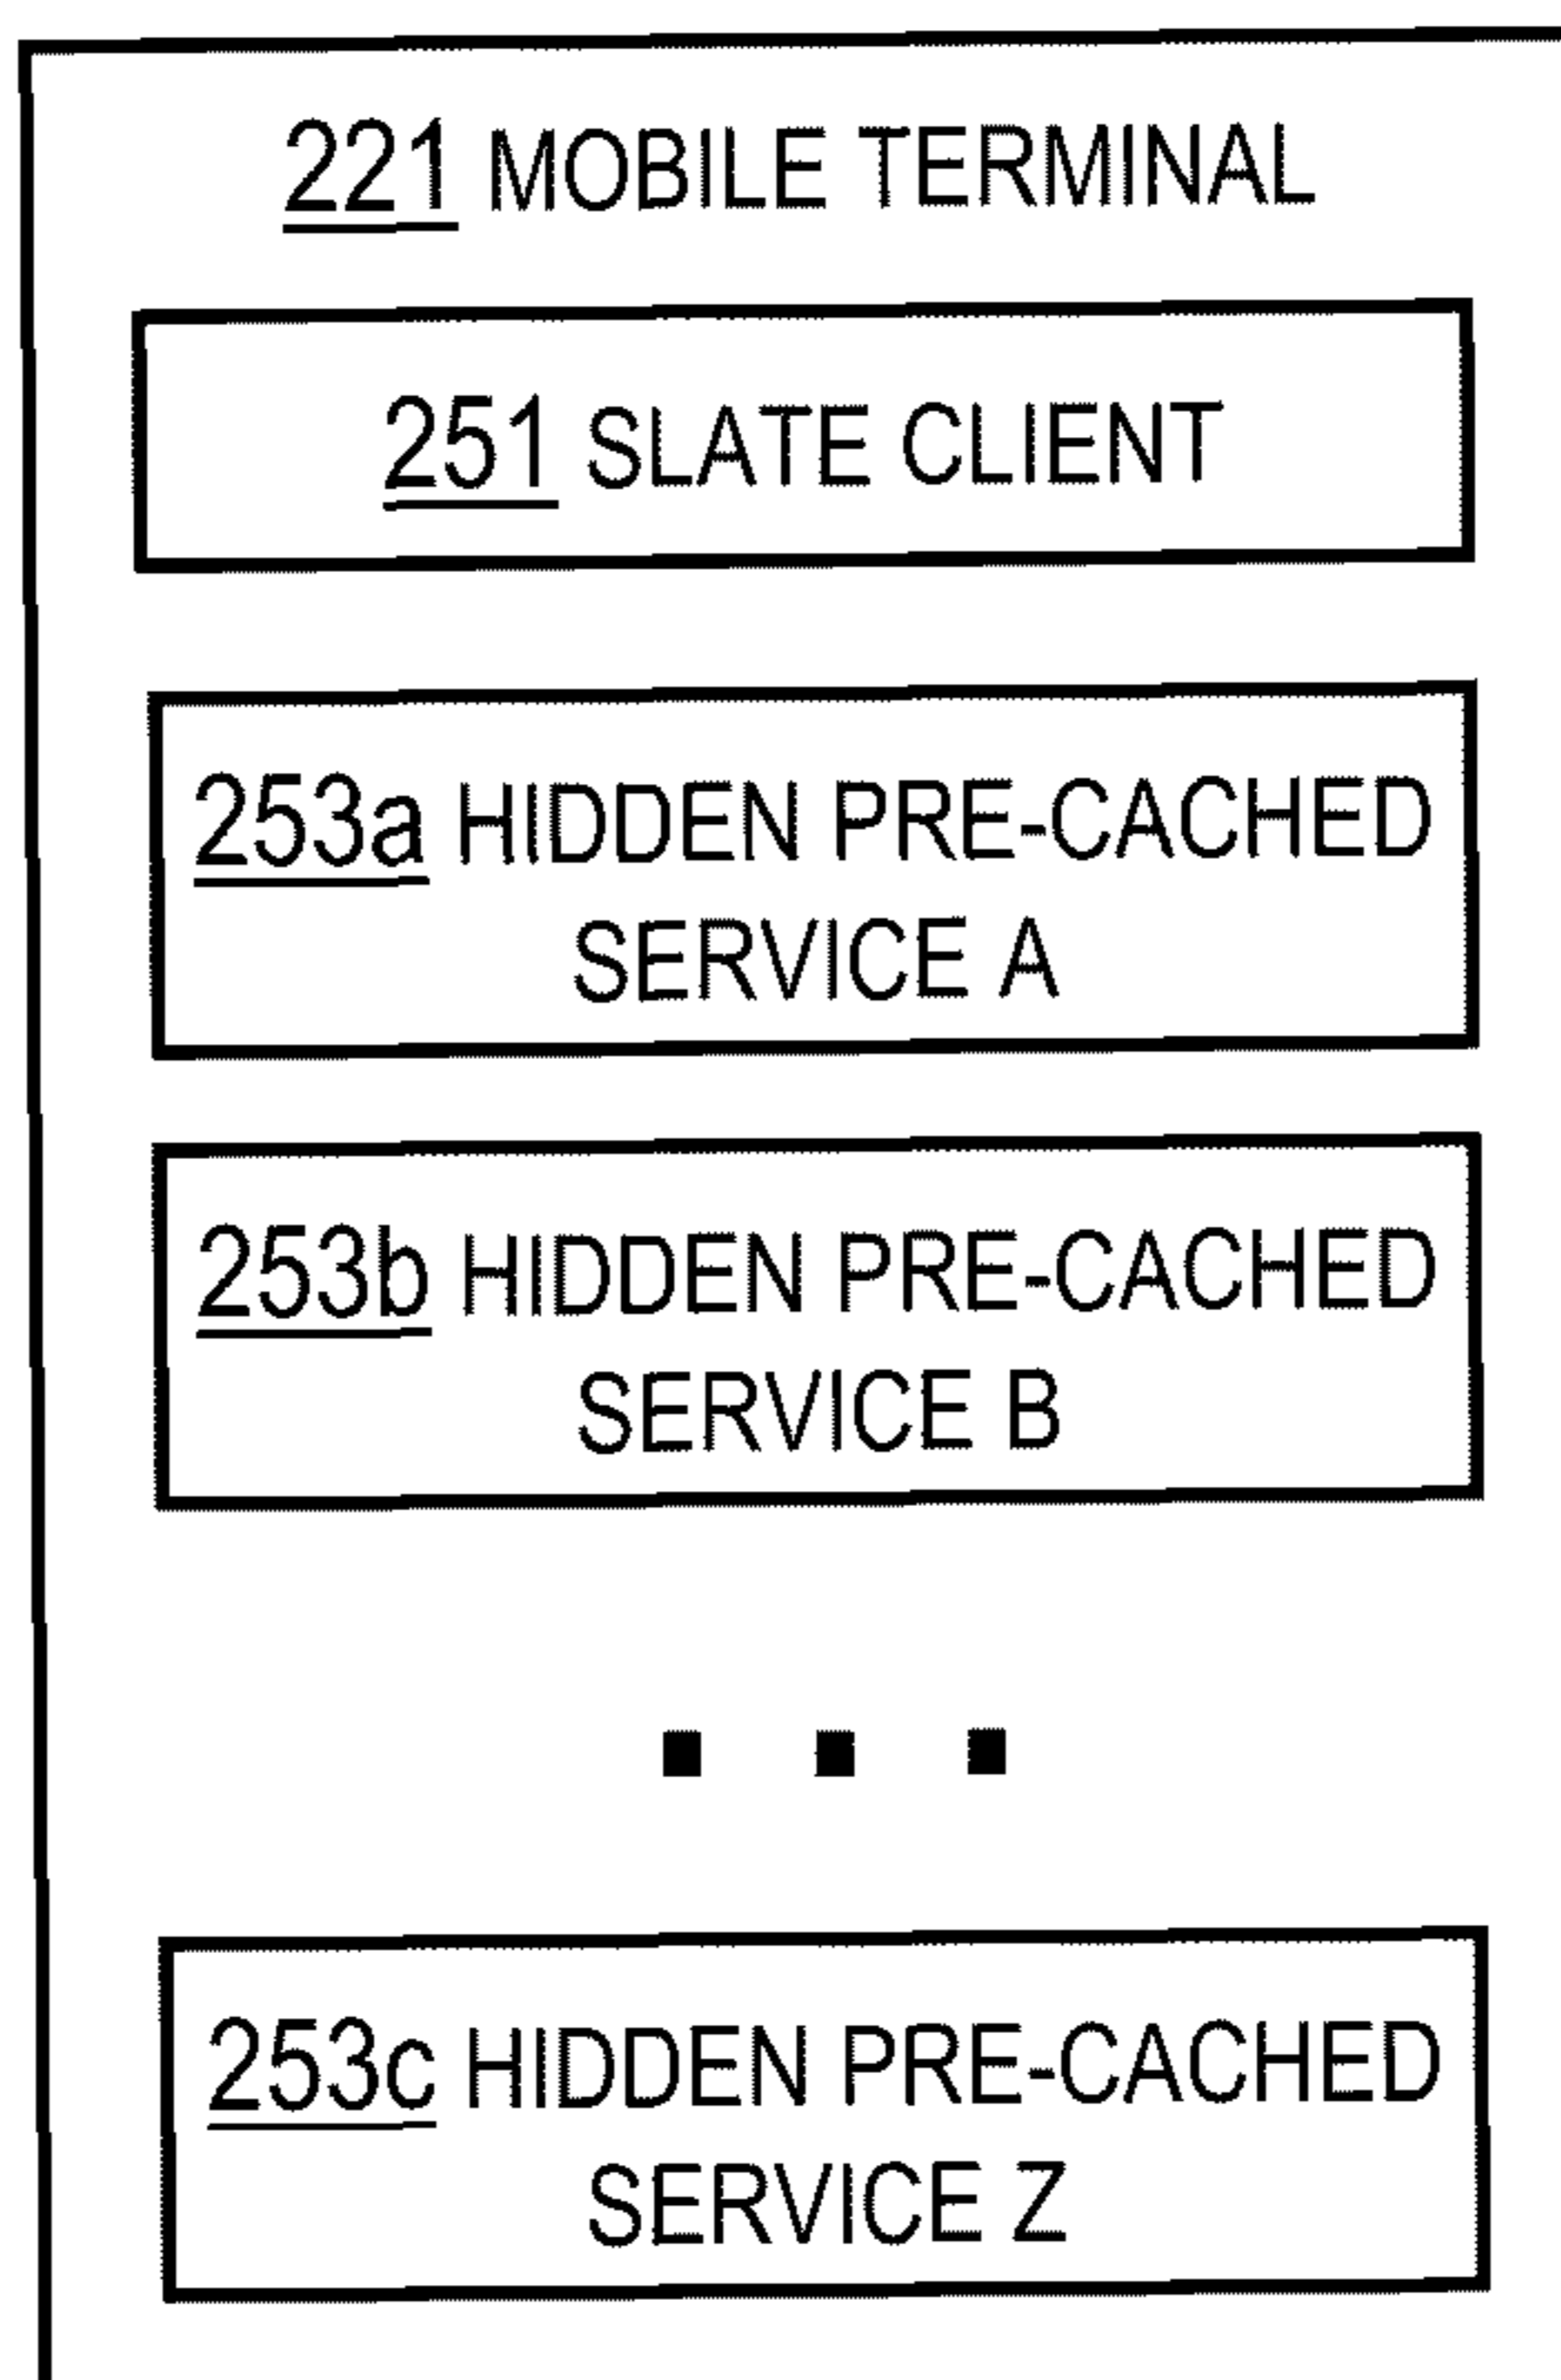 221 MOBILE TERMINAL
251 SLATE CLIENT
253a HIDDEN PRE-CACHED
SERVICE A
253b HIDDEN PRE-CACHED
SERVICE B
253c HIDDEN PRE-CACHED
SERVICE Z